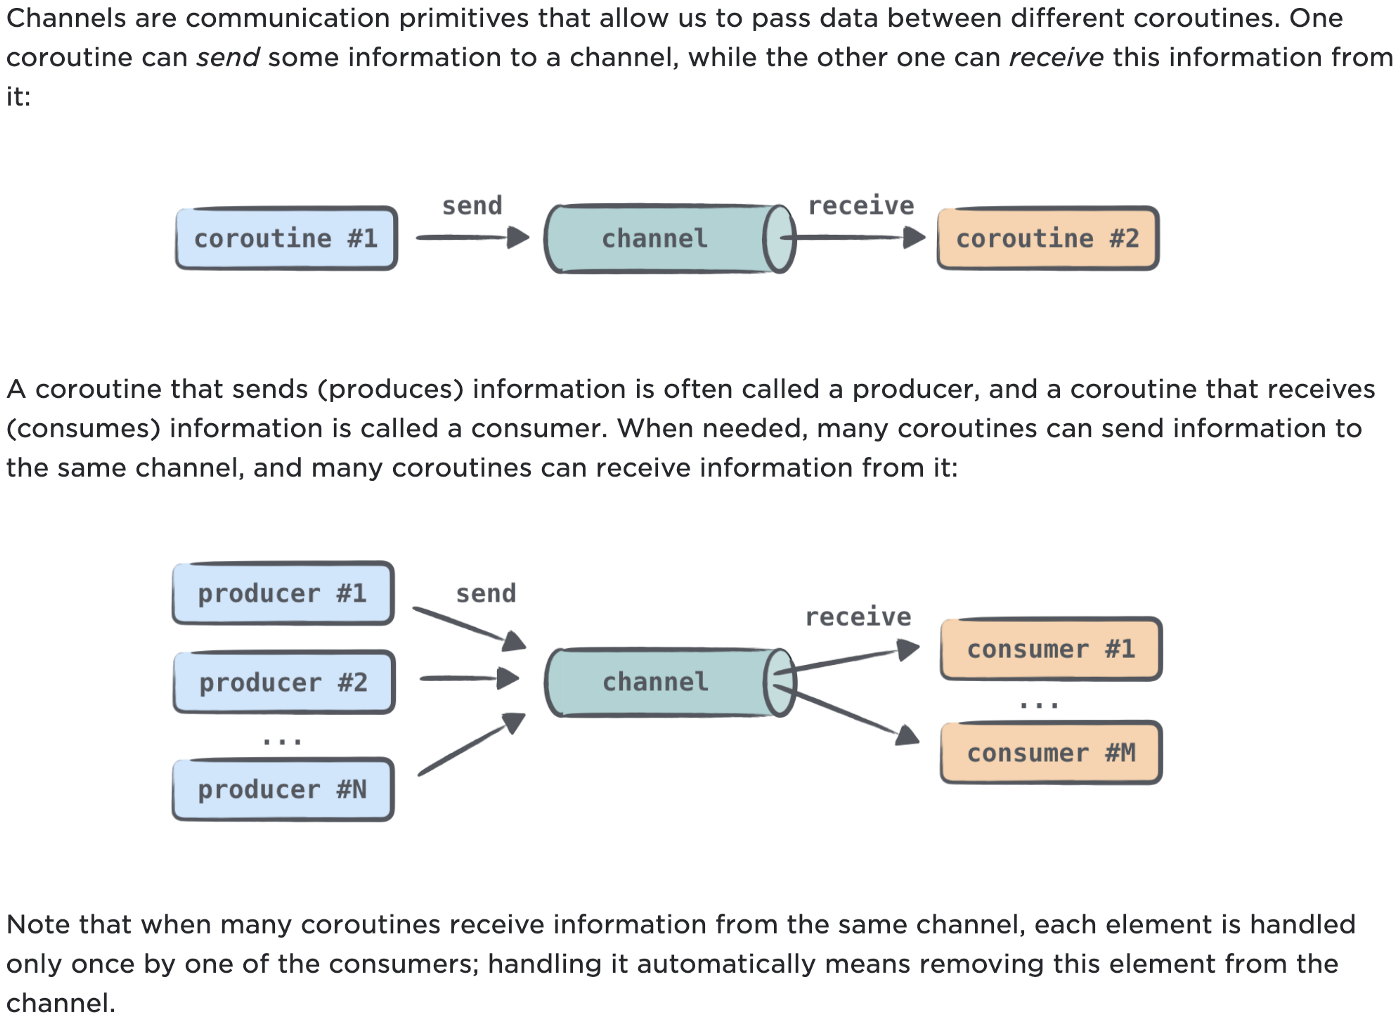 Channels are communication primitives that allow us to pass data between different coroutines. One
coroutine can send some information to a channel, while the other one can receive this information from
it:
send
receive
coroutine #1
channel
coroutine #2
A coroutine that sends (produces) information is often called a producer, and a coroutine that receives
(consumes) information is called a consumer. When needed, many coroutines can send information to
the same channel, and many coroutines can receive information from it:
producer #1
send
receive
consumer #1
producer #2
channel
...
...
consumer #M
producer #N
Note that when many coroutines receive information from the same channel, each element is handled
only once by one of the consumers; handling it automatically means removing this element from the
channel.